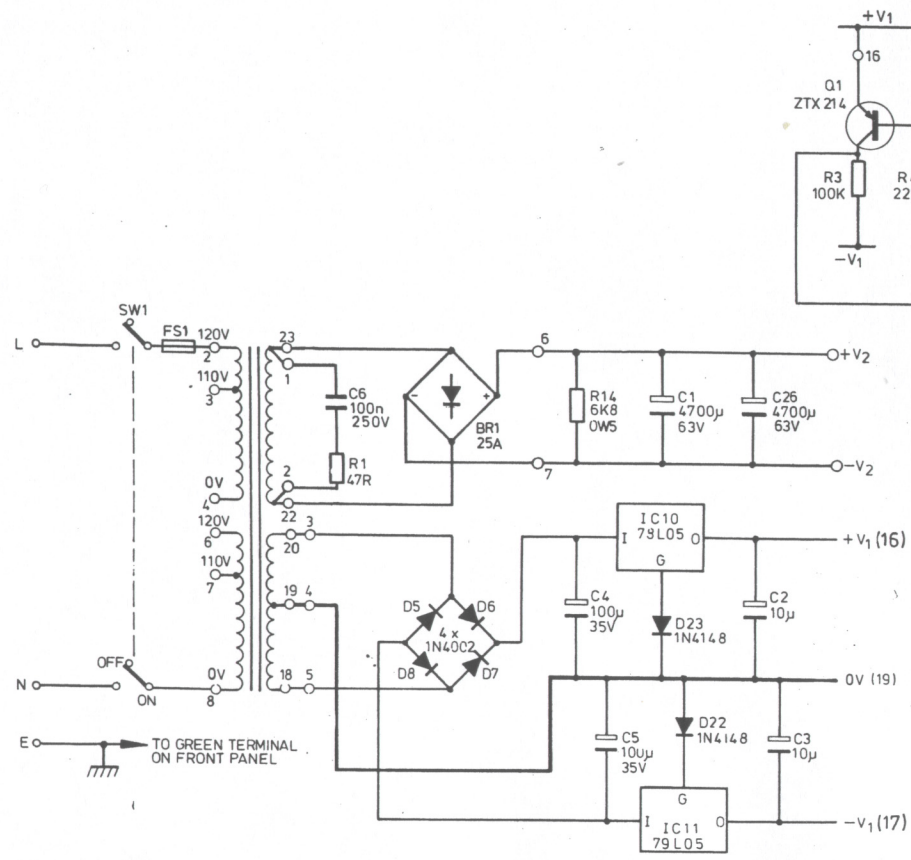 +V1
16
Q1
ZTX 214
R3
100K
22
-V1
SW1
FS1
120V
2
L
110V
3
0V
4
120V
6
110V
7
OFF
N
0V
8
ON
E
TO GREEN TERMINAL
ON FRONT PANEL
23
1
C6
100n
250V
R1
47R
2
22
3
20
19 4
18 5
-
+
BR1
25A
6
7
R14
6K8
0W5
C1
4700µ
63V
C26
4700µ
63V
+V2
-V2
D5
D6
4 x
1N4002
D8
D7
IC10
79L05
I
O
G
+V1 (16)
C4
100µ
35V
D23
1N4148
C2
10µ
0V (19)
C5
100µ
35V
D22
1N4148
C3
10µ
G
I
O
IC11
79L05
-V1 (17)